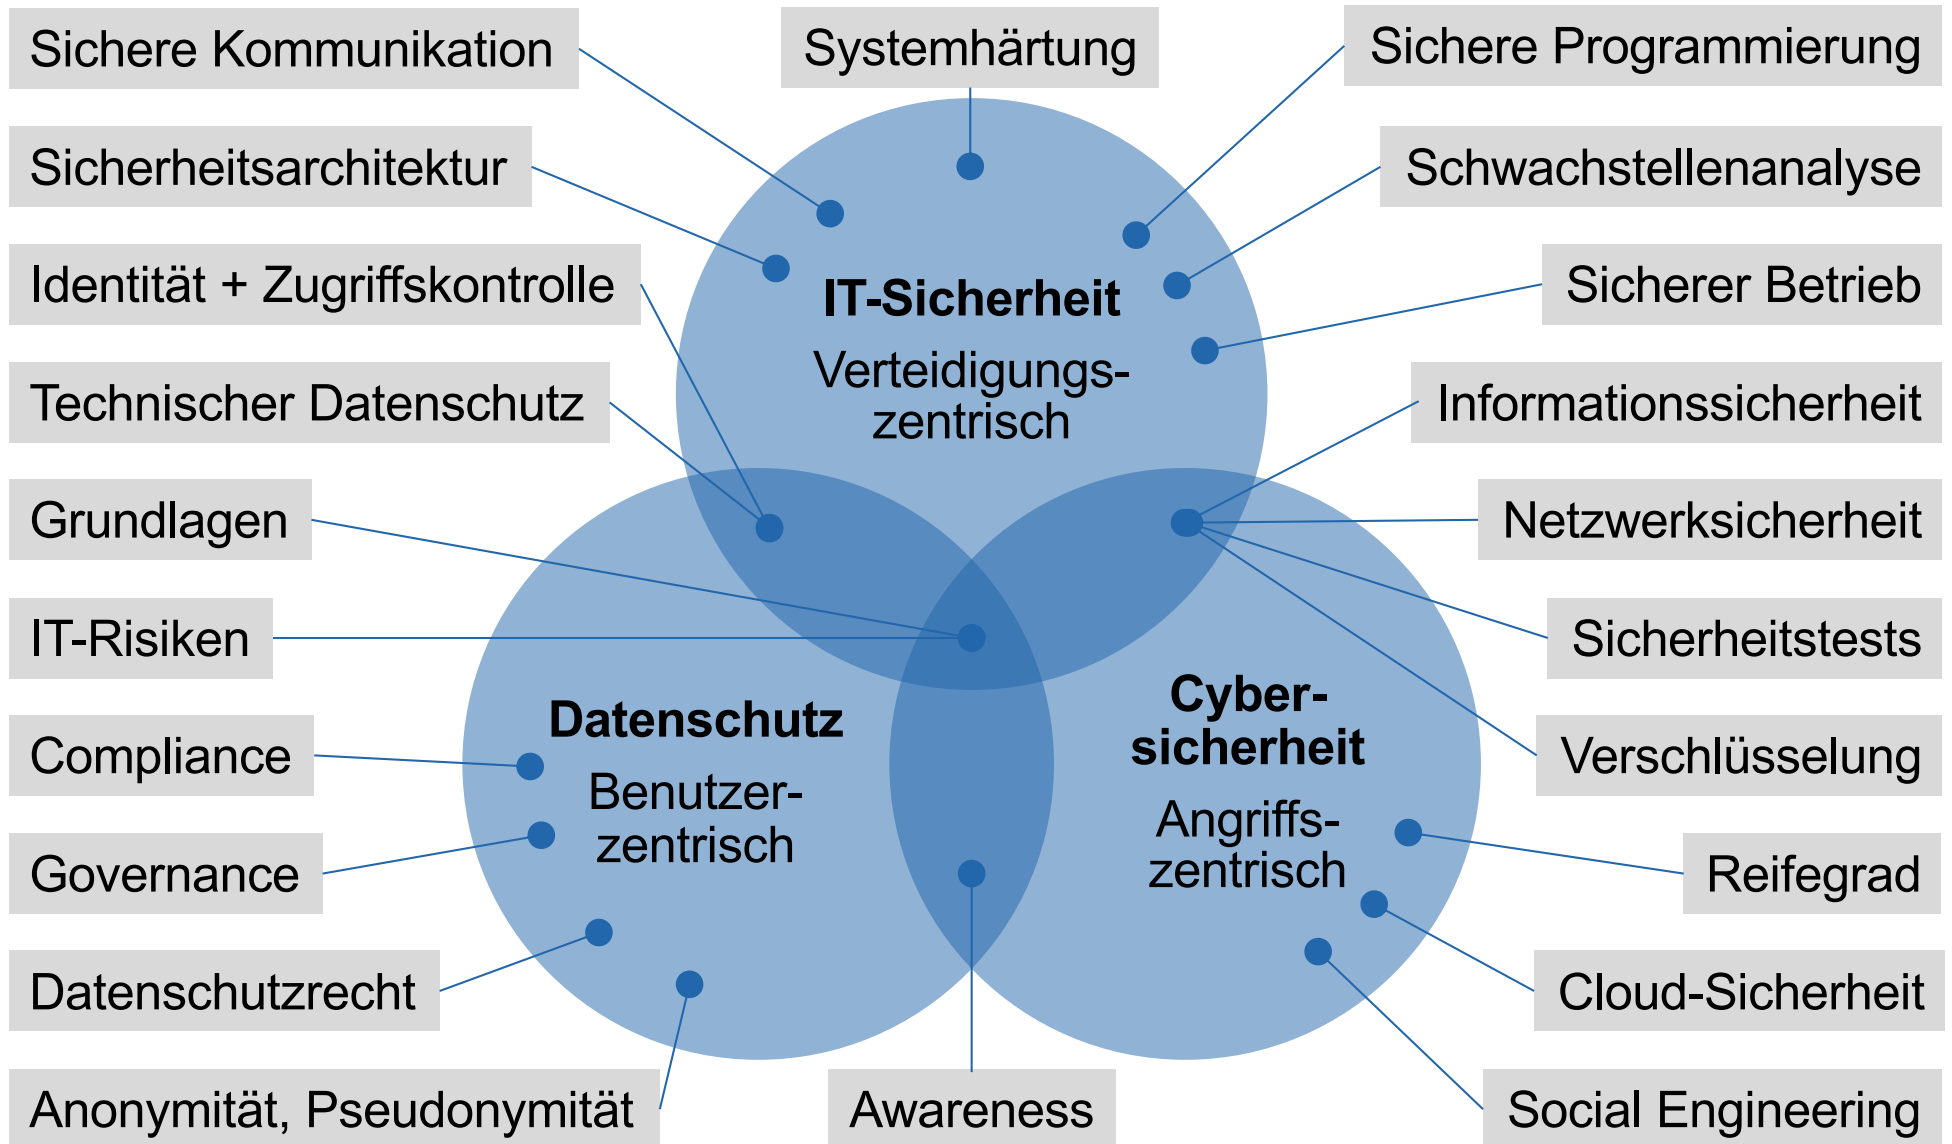 Sichere Kommunikation
Systemhärtung
Sichere Programmierung
Sicherheitsarchitektur
Schwachstellenanalyse
Identität + Zugriffskontrolle
IT-Sicherheit
Verteidigungs-
zentrisch
Sicherer Betrieb
Technischer Datenschutz
Informationssicherheit
Grundlagen
Netzwerksicherheit
IT-Risiken
Sicherheitstests
Datenschutz
Benutzer-
zentrisch
Cyber-
sicherheit
Angriffs-
zentrisch
Compliance
Verschlüsselung
Governance
Reifegrad
Datenschutzrecht
Cloud-Sicherheit
Anonymität, Pseudonymität
Awareness
Social Engineering